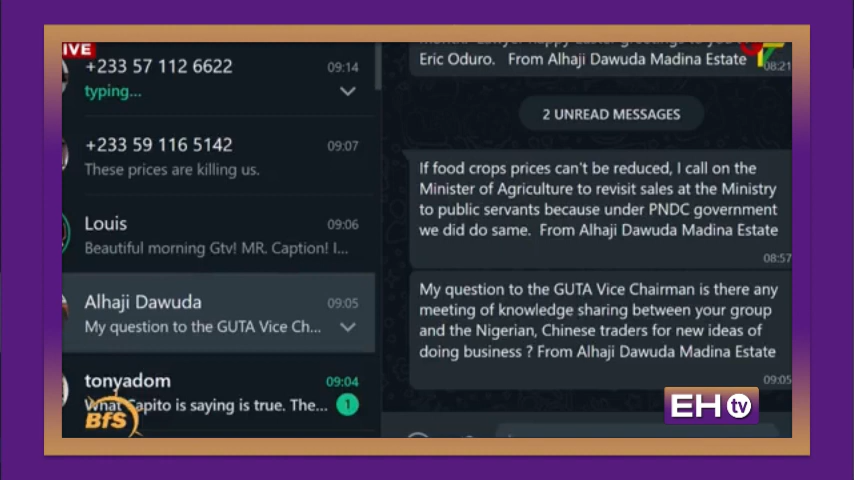 IVE
+233 57 112 6622
09:14
typing...
+233 59 116 5142
09:07
These prices are killing us.
Louis
09:06
Beautiful morning Gtv! MR. Caption! I...
Alhaji Dawuda
09:05
My question to the GUTA Vice Ch...
tonyadom
09:04
What Capito is saying is true. The...
1
BfS
Eric Oduro. From Alhaji Dawuda Madina Estate
08:21
2 UNREAD MESSAGES
If food crops prices can't be reduced, I call on the
Minister of Agriculture to revisit sales at the Ministry
to public servants because under PNDC government
we did do same. From Alhaji Dawuda Madina Estate
08:57
My question to the GUTA Vice Chairman is there any
meeting of knowledge sharing between your group
and the Nigerian, Chinese traders for new ideas of
doing business ? From Alhaji Dawuda Madina Estate
09:05
EH tv